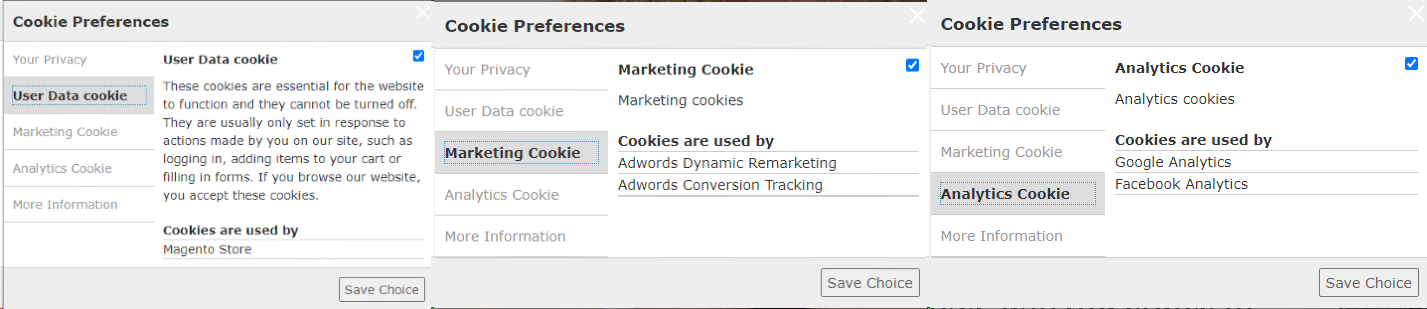 Cookie Preferences
Your Privacy
User Data cookie
Marketing Cookie
Analytics Cookie
More Information
User Data cookie
These cookies are essential for the website
to function and they cannot be turned off.
They are usually only set in response to
actions made by you on our site, such as
logging in, adding items to your cart or
filling in forms. If you browse our website,
you accept these cookies.
Cookies are used by
Magento Store
Save Choice
Cookie Preferences
Your Privacy
User Data cookie
Marketing Cookie
Analytics Cookie
More Information
Marketing Cookie
Marketing cookies
Cookies are used by
Adwords Dynamic Remarketing
Adwords Conversion Tracking
Save Choice
Cookie Preferences
Your Privacy
User Data cookie
Marketing Cookie
Analytics Cookie
More Information
Analytics Cookie
Analytics cookies
Cookies are used by
Google Analytics
Facebook Analytics
Save Choice